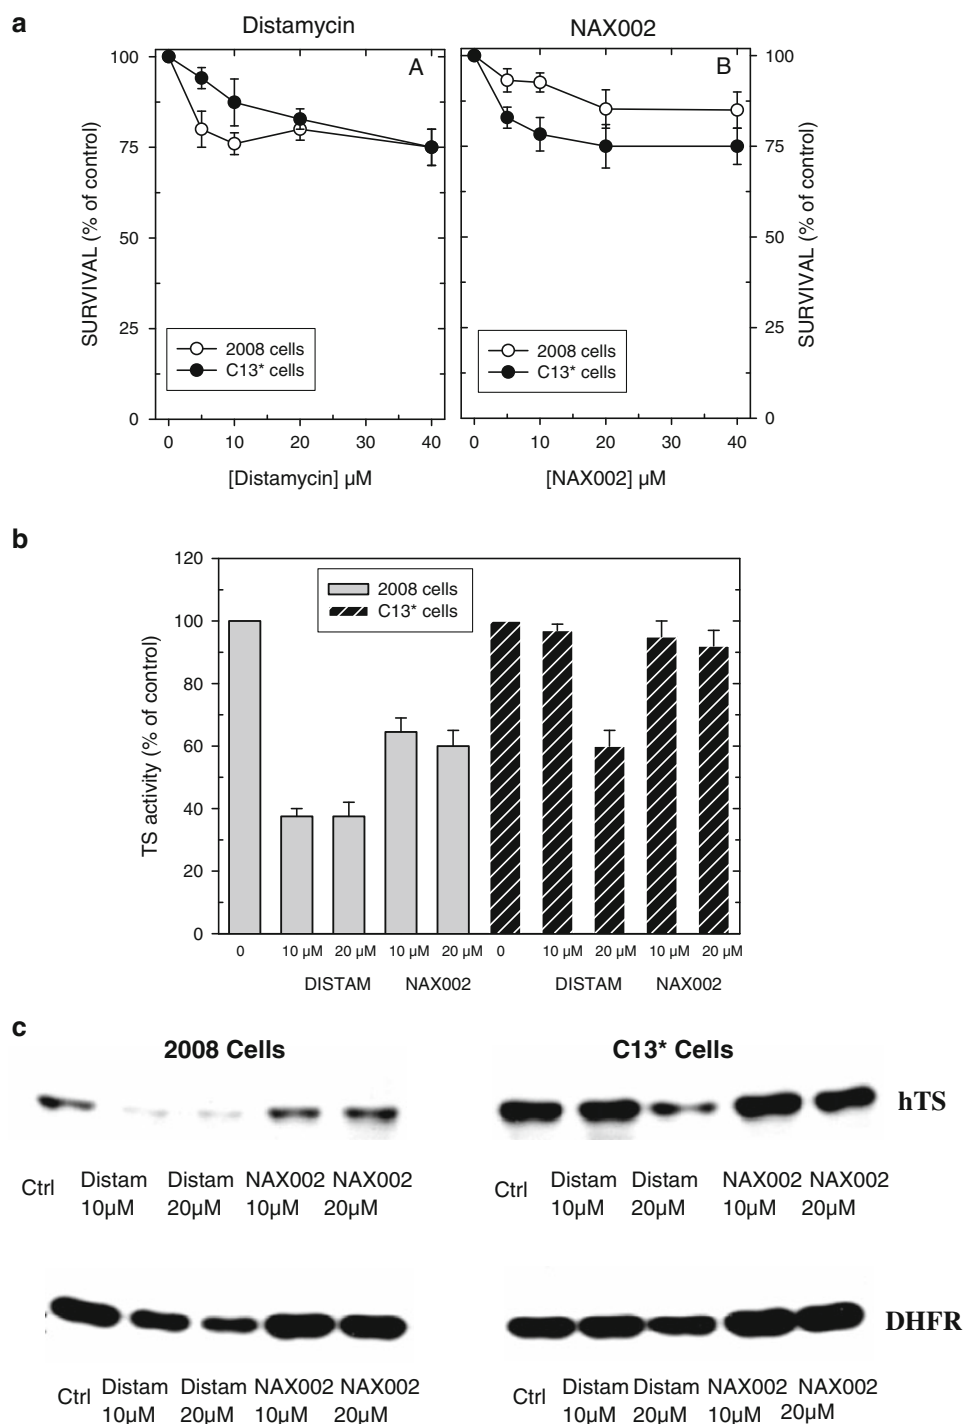 a
Distamycin
NAX002
A
B
100
75
50
25
0
SURVIVAL (% of control)
100
75
50
25
0
SURVIVAL (% of control)
2008 cells
C13* cells
2008 cells
C13* cells
0 10 20 30 40
0 10 20 30 40
[Distamycin] µM
[NAX002] µM
b
120
100
80
60
40
20
0
TS activity (% of control)
2008 cells
C13* cells
0 10 µM 20 µM 10 µM 20 µM 0 10 µM 20 µM 10 µM 20 µM
DISTAM NAX002 DISTAM NAX002
c
2008 Cells
C13* Cells
hTS
Ctrl Distam 10µM Distam 20µM NAX002 10µM NAX002 20µM
Ctrl Distam 10µM Distam 20µM NAX002 10µM NAX002 20µM
DHFR
Ctrl Distam 10µM Distam 20µM NAX002 10µM NAX002 20µM
Ctrl Distam 10µM Distam 20µM NAX002 10µM NAX002 20µM